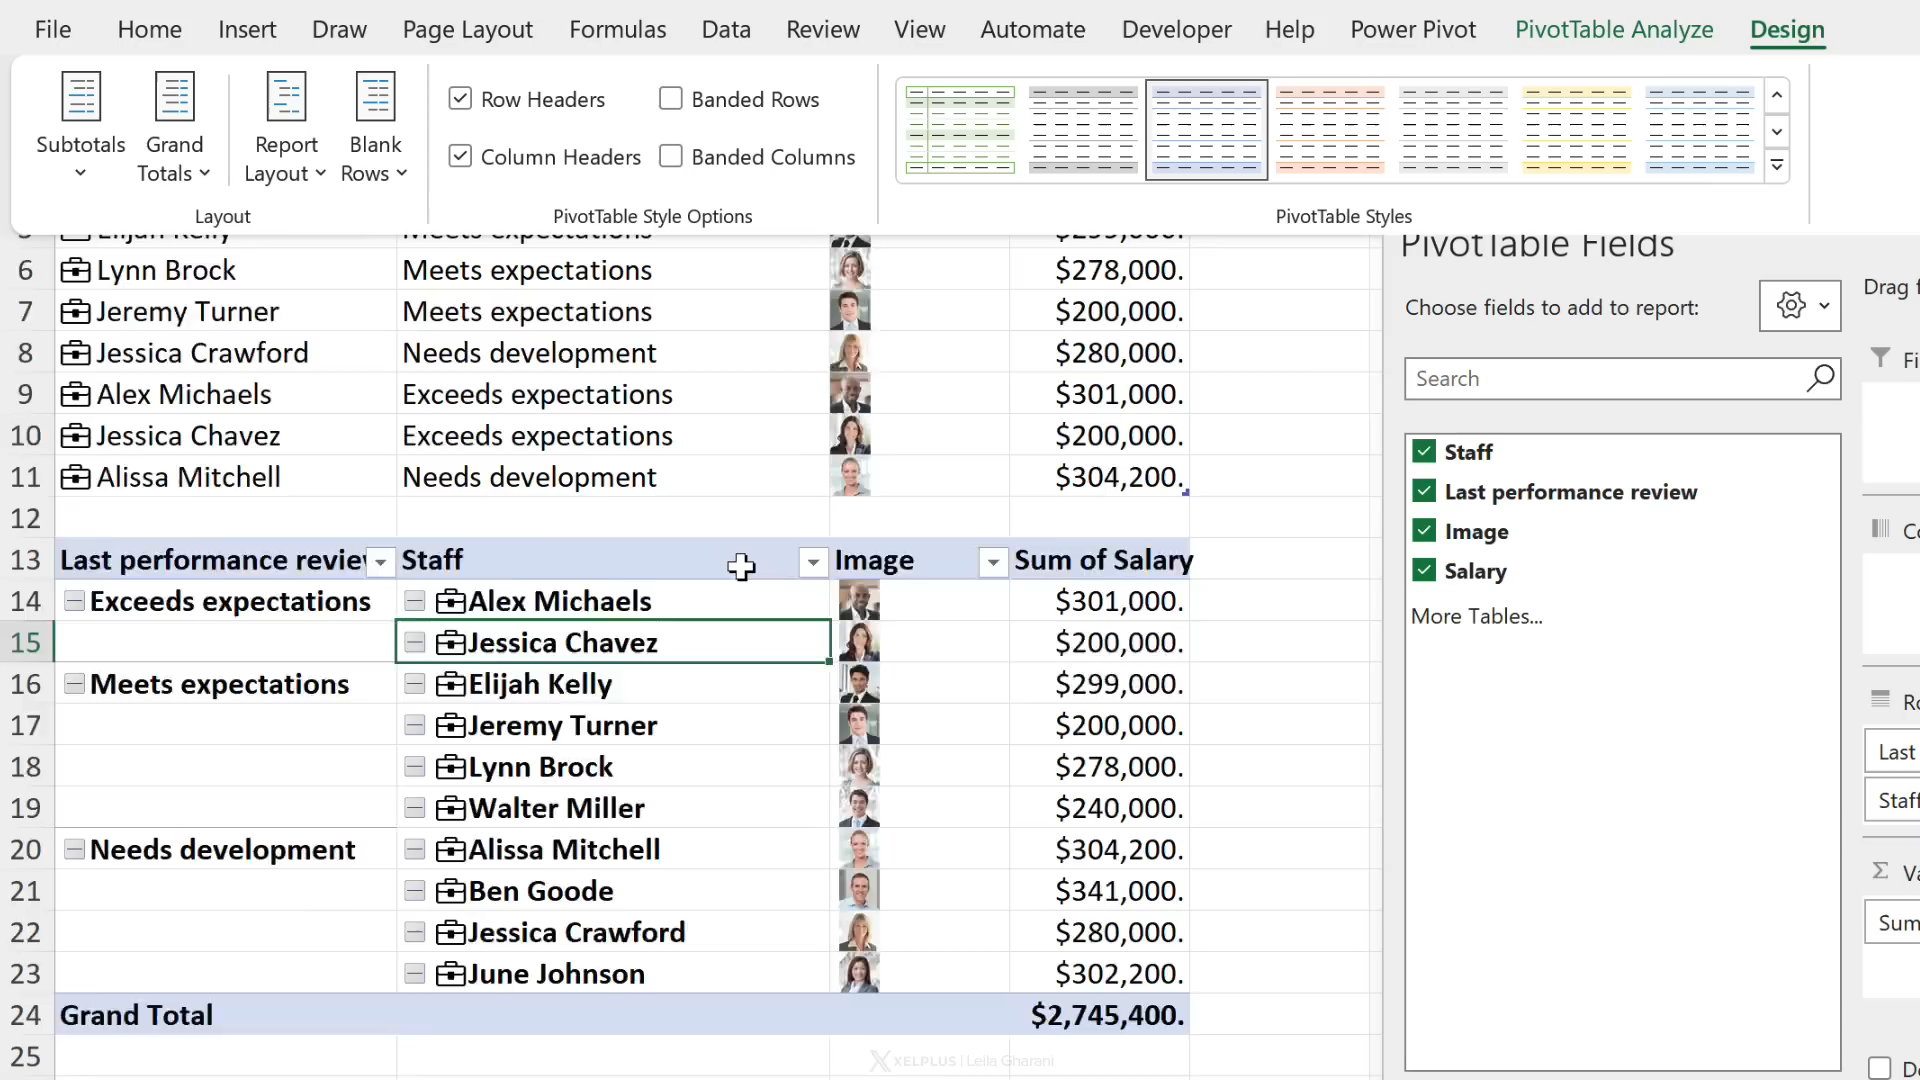 File Home Insert Draw Page Layout Formulas Data Review View Automate Developer Help Power Pivot PivotTable Analyze Design
Subtotals
Grand Totals
Report Layout
Blank Rows
Layout
Row Headers
Banded Rows
Column Headers
Banded Columns
PivotTable Style Options
PivotTable Styles
6 Lynn Brock Meets expectations $278,000.
7 Jeremy Turner Meets expectations $200,000.
8 Jessica Crawford Needs development $280,000.
9 Alex Michaels Exceeds expectations $301,000.
10 Jessica Chavez Exceeds expectations $200,000.
11 Alissa Mitchell Needs development $304,200.
12
13 Last performance review Staff Image Sum of Salary
14 Exceeds expectations Alex Michaels $301,000.
15 Jessica Chavez $200,000.
16 Meets expectations Elijah Kelly $299,000.
17 Jeremy Turner $200,000.
18 Lynn Brock $278,000.
19 Walter Miller $240,000.
20 Needs development Alissa Mitchell $304,200.
21 Ben Goode $341,000.
22 Jessica Crawford $280,000.
23 June Johnson $302,200.
24 Grand Total $2,745,400.
25
XELPLUS | Leila Gharani
PivotTable Fields
Choose fields to add to report:
Search
Staff
Last performance review
Image
Salary
More Tables...
Drag f
Fi
Co
Ro
Last
Staff
Σ Va
Sum